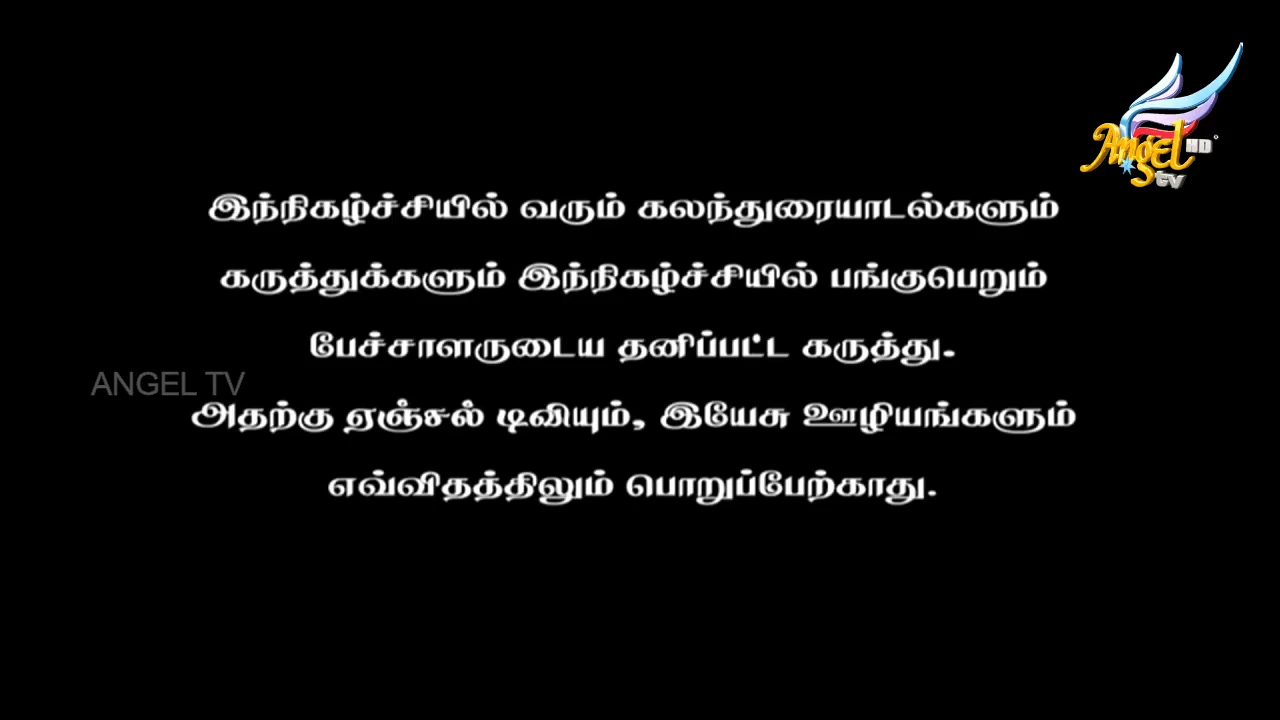 Angel HD
tv
இந்நிகழ்ச்சியில் வரும் கலந்துரையாடல்களும்
கருத்துக்களும் இந்நிகழ்ச்சியில் பங்குபெறும்
பேச்சாளருடைய தனிப்பட்ட கருத்து.
ANGEL TV
அதற்கு ஏஞ்சல் டிவியும், இயேசு ஊழியங்களும்
எவ்விதத்திலும் பொறுப்பேற்காது.